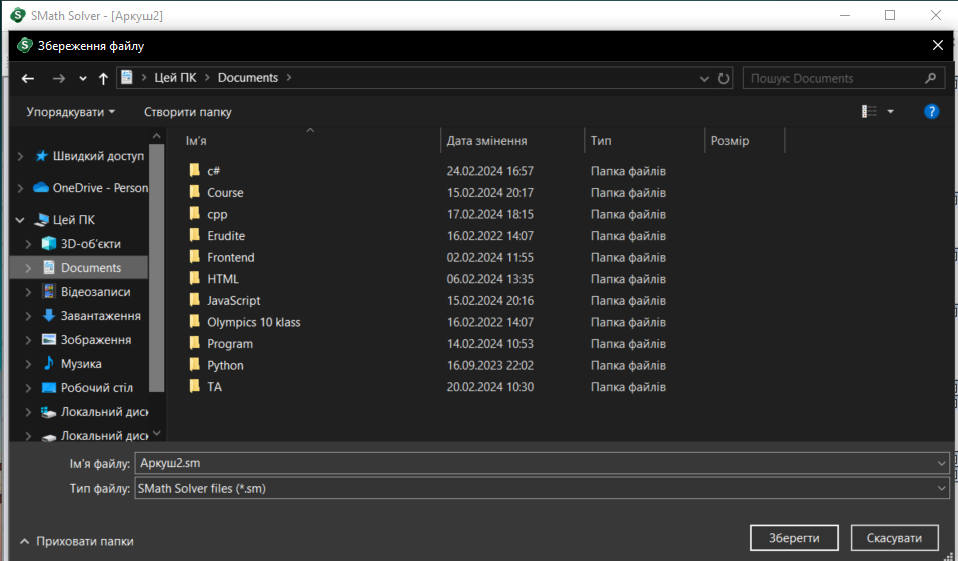 SMath Solver - [Аркуш2]
Збереження файлу
Цей ПК > Documents >
Пошук: Documents
Упорядкувати Створити папку
Ім'я Дата змінення Тип Розмір
Швидкий доступ
OneDrive - Person
Цей ПК
3D-об'єкти
Documents
Відеозаписи
Завантаження
Зображення
Музика
Робочий стіл
Локальний диск
Локальний диск
c# 24.02.2024 16:57 Папка файлів
Course 15.02.2024 20:17 Папка файлів
cpp 17.02.2024 18:15 Папка файлів
Erudite 16.02.2022 14:07 Папка файлів
Frontend 02.02.2024 11:55 Папка файлів
HTML 06.02.2024 13:35 Папка файлів
JavaScript 15.02.2024 20:16 Папка файлів
Olympics 10 klass 16.02.2022 14:07 Папка файлів
Program 14.02.2024 10:53 Папка файлів
Python 16.09.2023 22:02 Папка файлів
TA 20.02.2024 10:30 Папка файлів
Ім'я файлу: Аркуш2.sm
Тип файлу: SMath Solver files (*.sm)
Приховати папки
Зберегти Скасувати